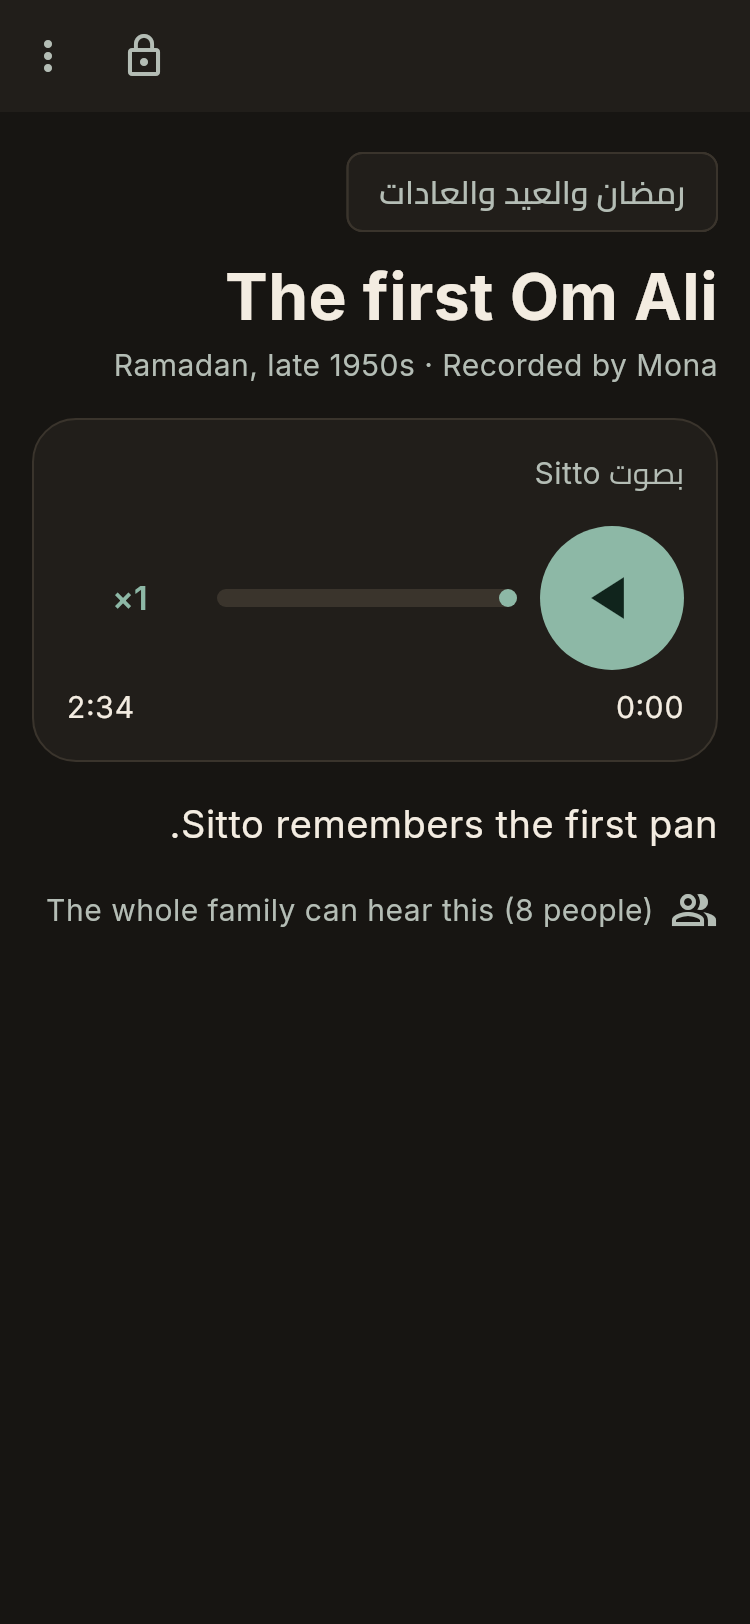 رمضان والعيد والعادات
The first Om Ali
Ramadan, late 1950s · Recorded by Mona
بصوت Sitto
×1
0:00
2:34
.Sitto remembers the first pan
The whole family can hear this (8 people)